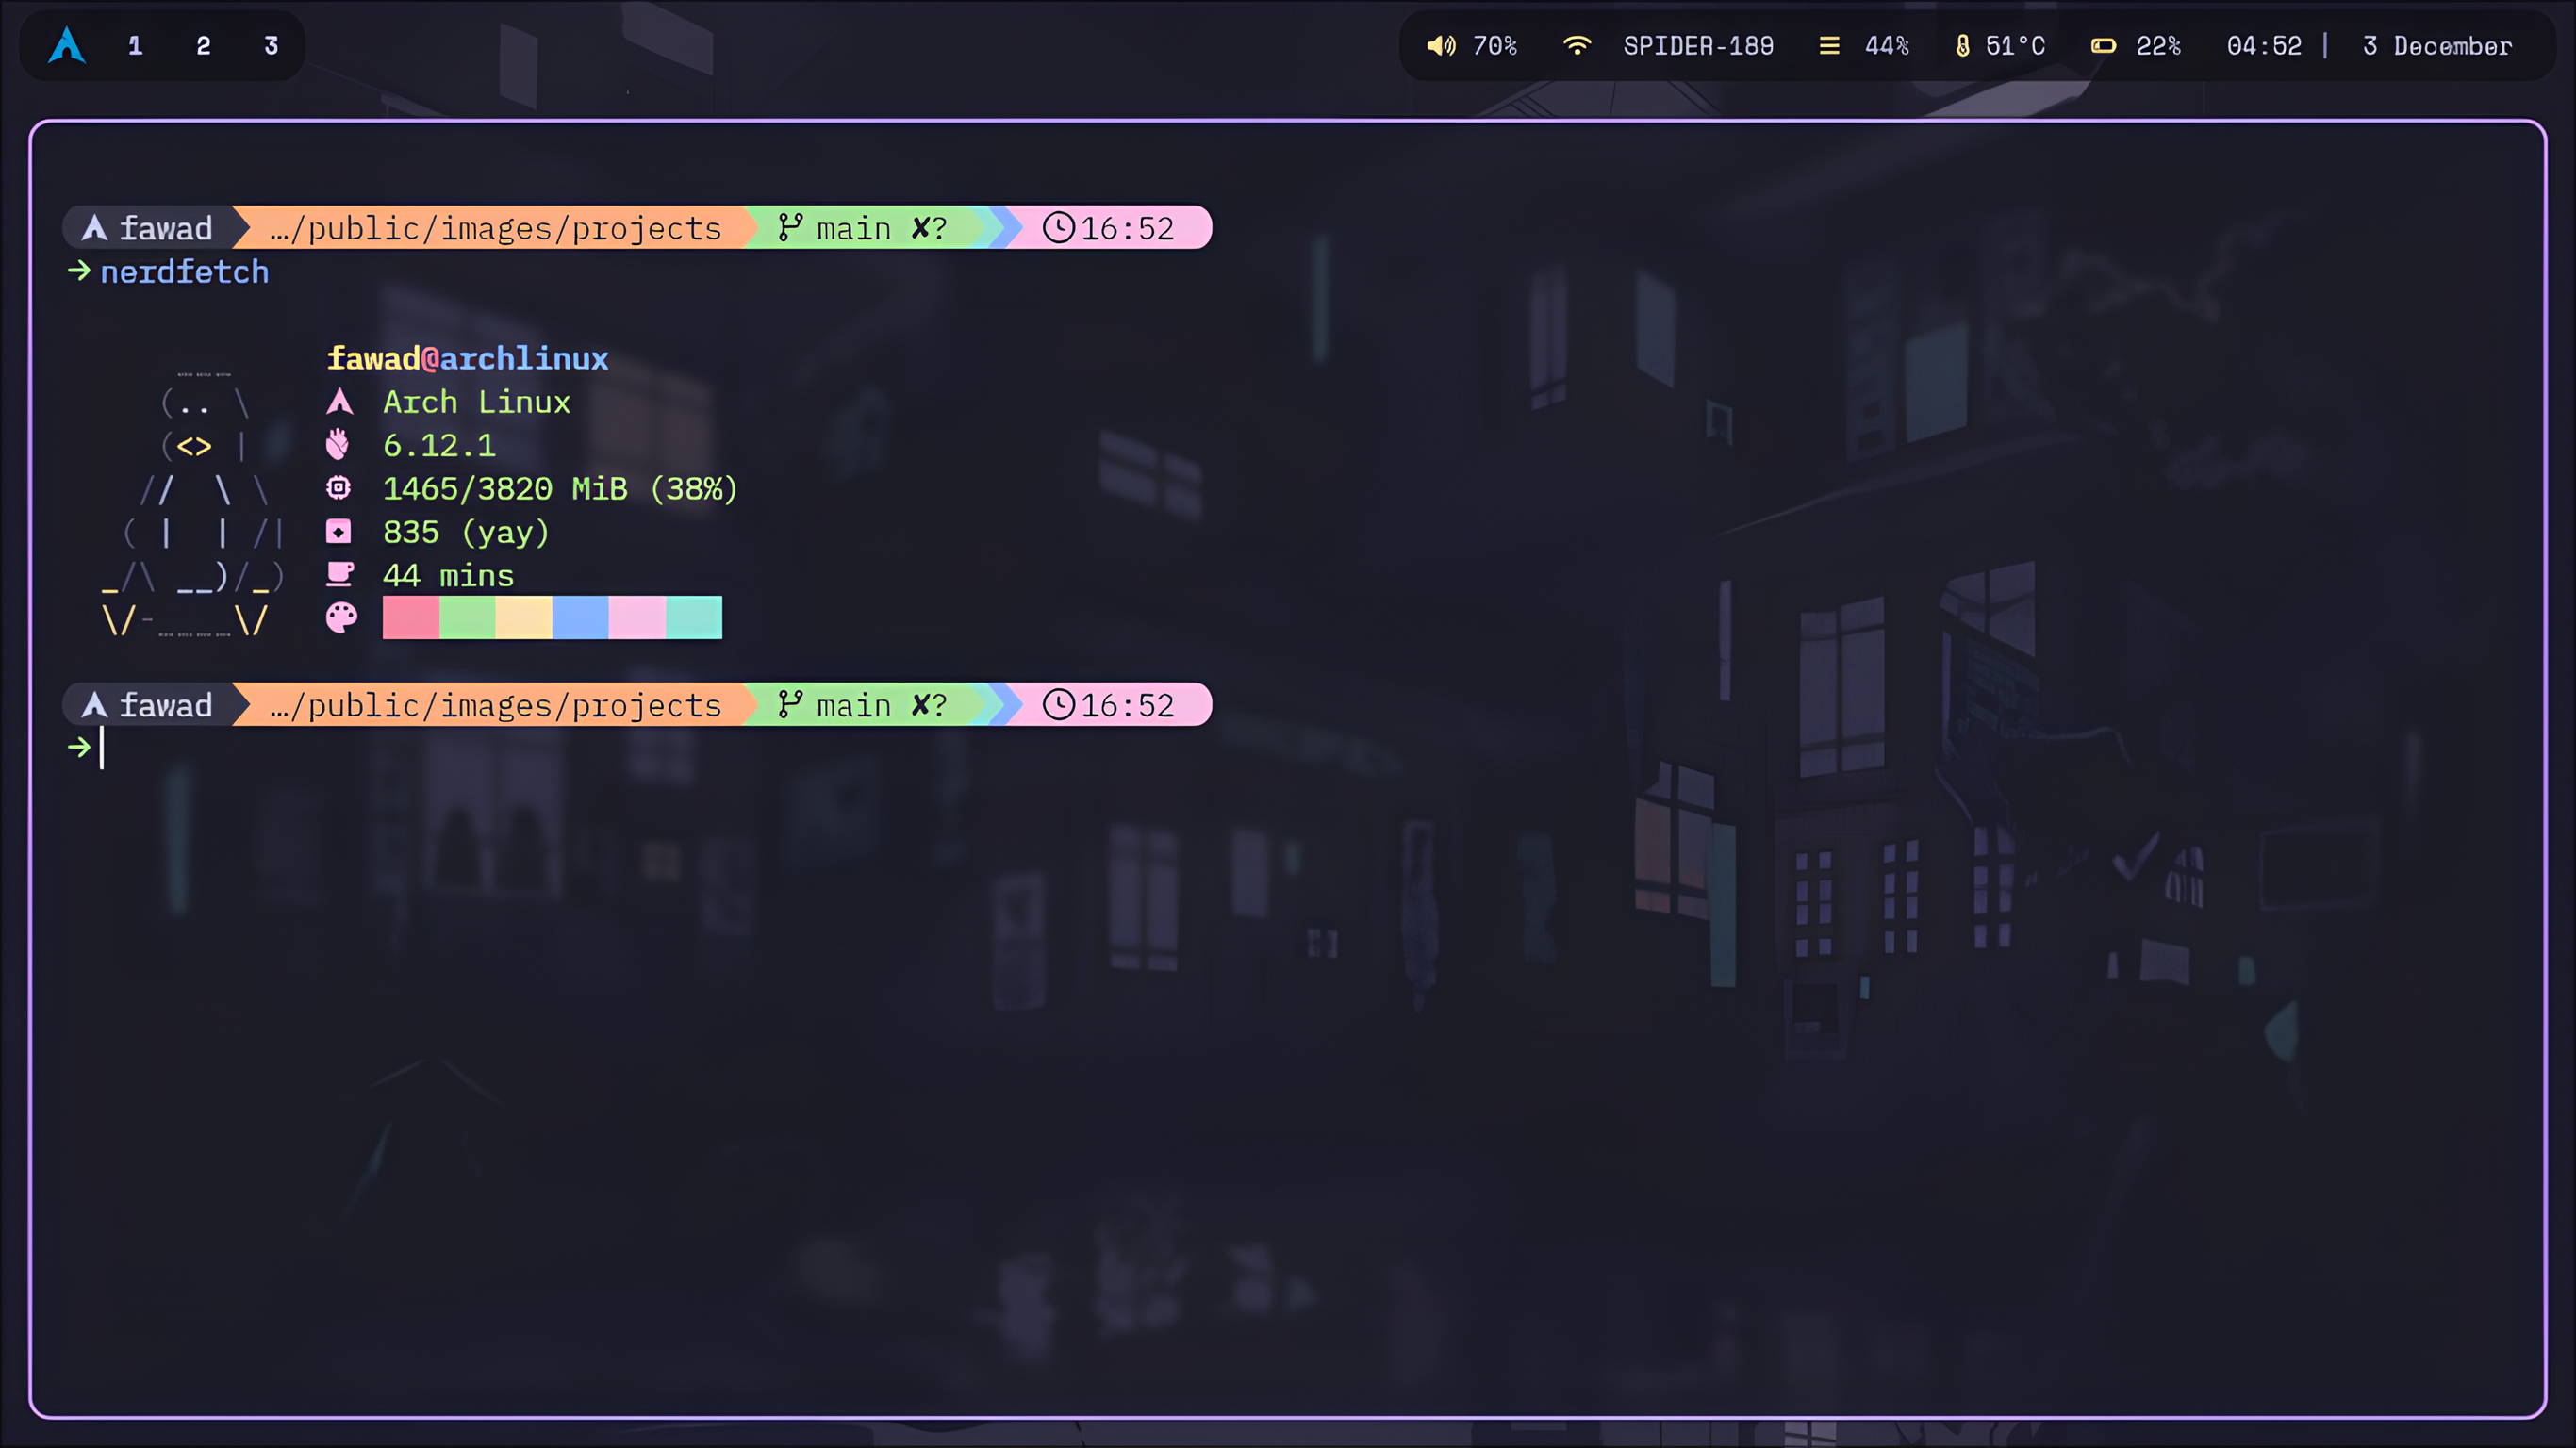 1 2 3 70% SPIDER-189 44% 51°C 22% 04:52 | 3 December
fawad …/public/images/projects main ✘? 16:52
→ nerdfetch
fawad@archlinux
Arch Linux
6.12.1
1465/3820 MiB (38%)
835 (yay)
44 mins
fawad …/public/images/projects main ✘? 16:52
→